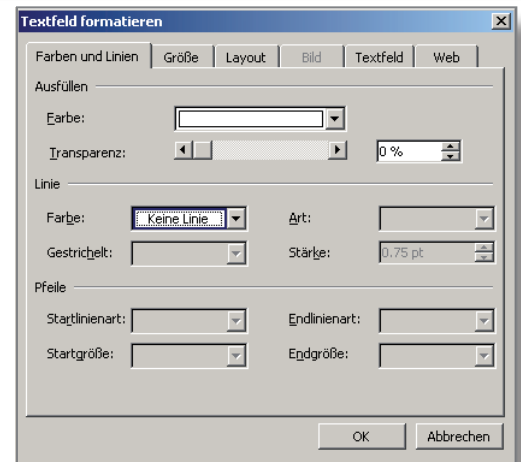 Textfeld formatieren
Farben und Linien Größe Layout Bild Textfeld Web
Ausfüllen
Farbe:
Transparenz: 0 %
Linie
Farbe: Keine Linie Art:
Gestrichelt: Stärke: 0.75 pt
Pfeile
Startlinienart: Endlinienart:
Startgröße: Endgröße:
OK Abbrechen